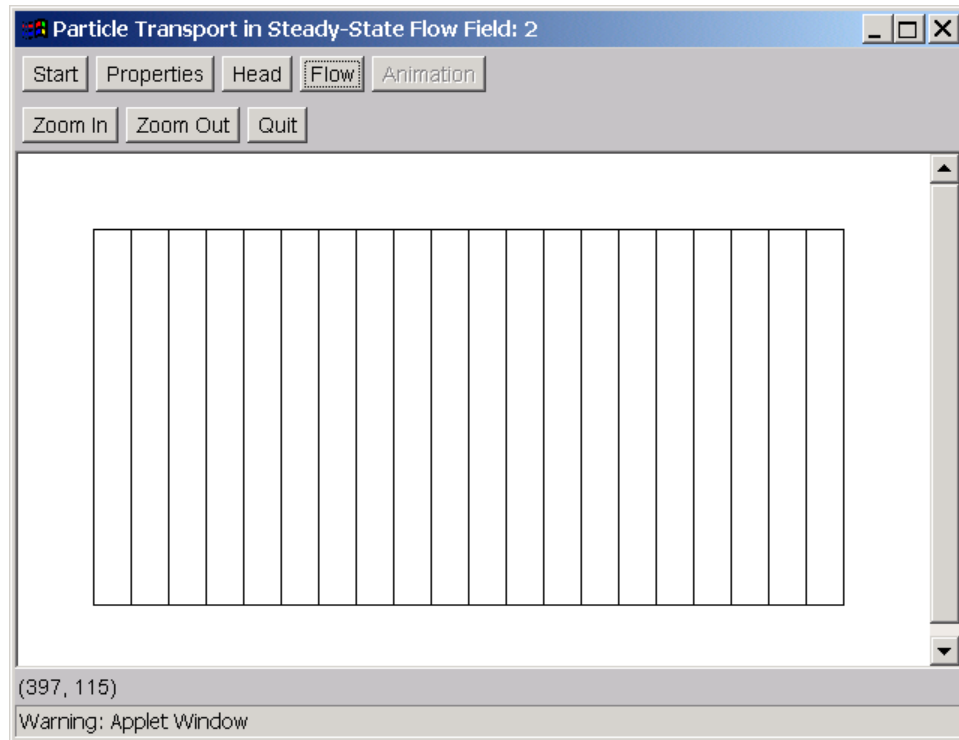 Particle Transport in Steady-State Flow Field: 2
Start Properties Head Flow Animation
Zoom In Zoom Out Quit
(397, 115)
Warning: Applet Window